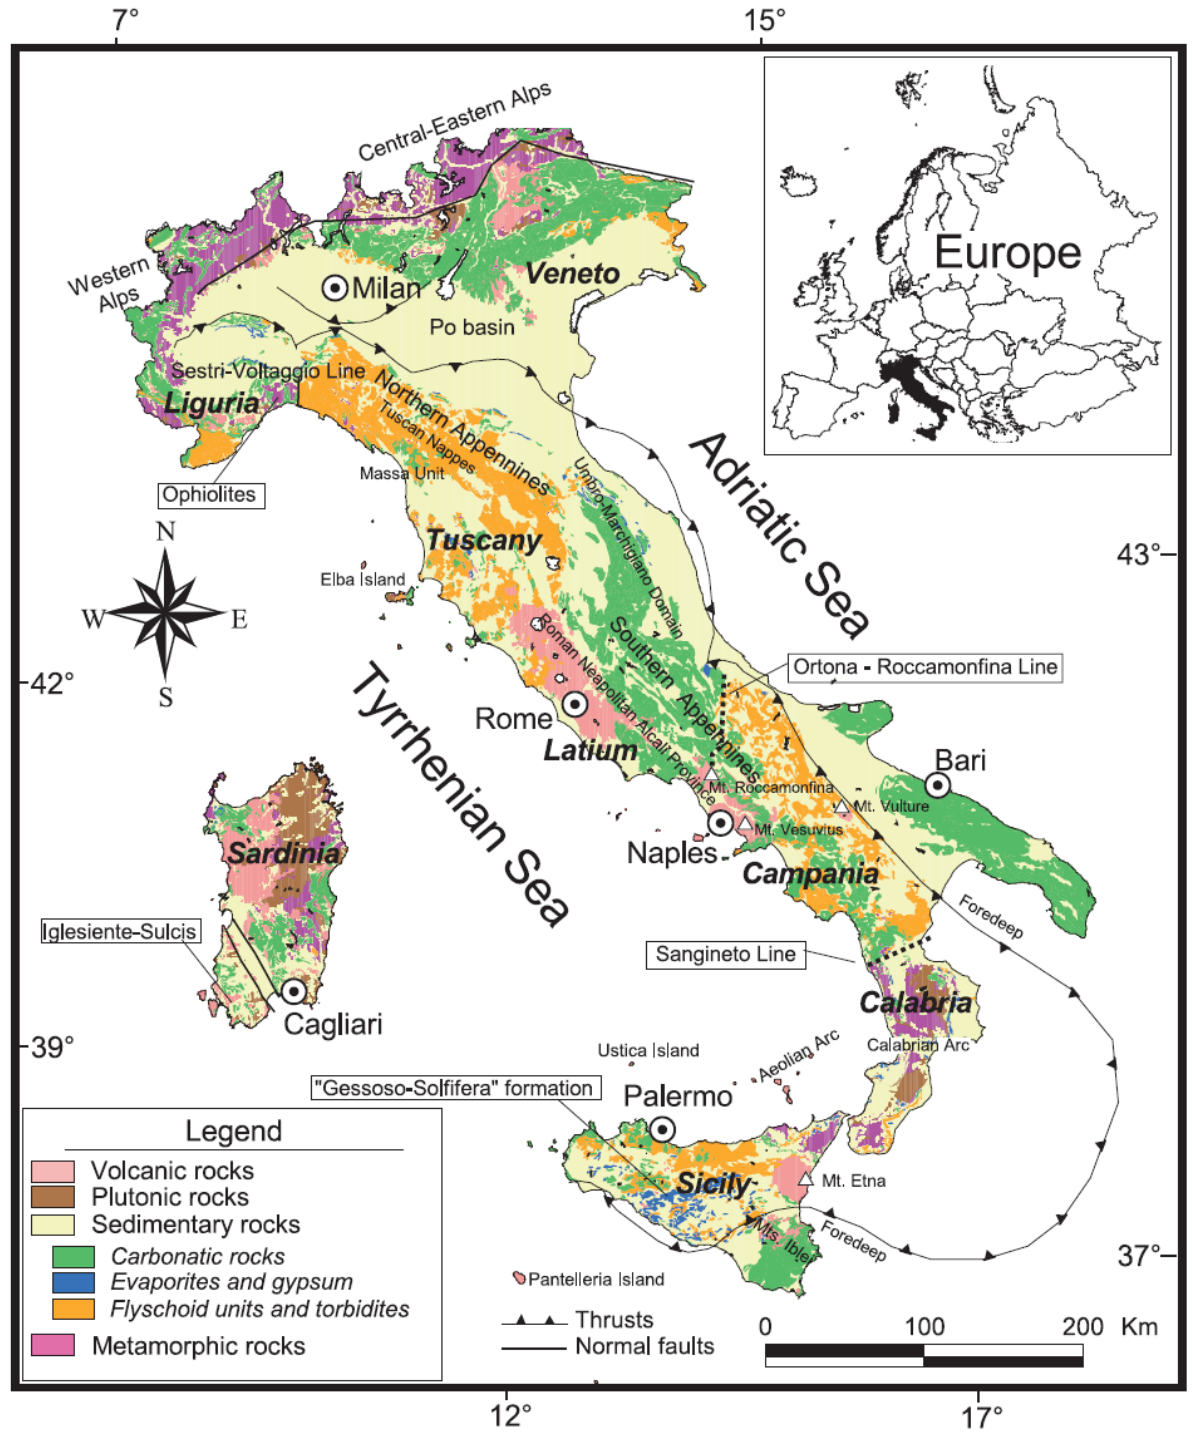 7°
15°
Central-Eastern Alps
Western
Alps
Veneto
Milan
Po basin
Europe
Sestri-Voltaggio Line
Liguria
Northern Appennines
Tuscan Nappes
Massa Unit
Ophiolites
Umbro-Marchigiano Domain
Adriatic Sea
N
W
E
S
Tuscany
43°
Elba Island
Roman Neapolitan Alcali Province
Southern Appennines
Ortona - Roccamonfina Line
42°
Tyrrhenian Sea
Rome
Latium
Bari
Mt. Roccamonfina
Mt. Vulture
Mt. Vesuvius
Naples
Campania
Sardinia
Foredeep
Iglesiente-Sulcis
Sangineto Line
Cagliari
Calabria
39°
Calabrian Arc
Ustica Island
Aeolian Arc
"Gessoso-Solfifera" formation
Palermo
Sicily
Mt. Etna
Mts. Iblei
Foredeep
37°
Pantelleria Island
Legend
Volcanic rocks
Plutonic rocks
Sedimentary rocks
Carbonatic rocks
Evaporites and gypsum
Flyschoid units and torbidites
Metamorphic rocks
Thrusts
Normal faults
0 100 200 Km
12°
17°